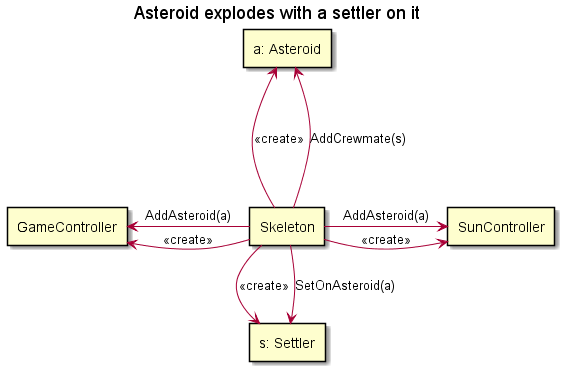 Asteroid explodes with a settler on it
a: Asteroid
«create»
AddCrewmate(s)
AddAsteroid(a)
AddAsteroid(a)
GameController
Skeleton
SunController
«create»
«create»
«create»
SetOnAsteroid(a)
s: Settler